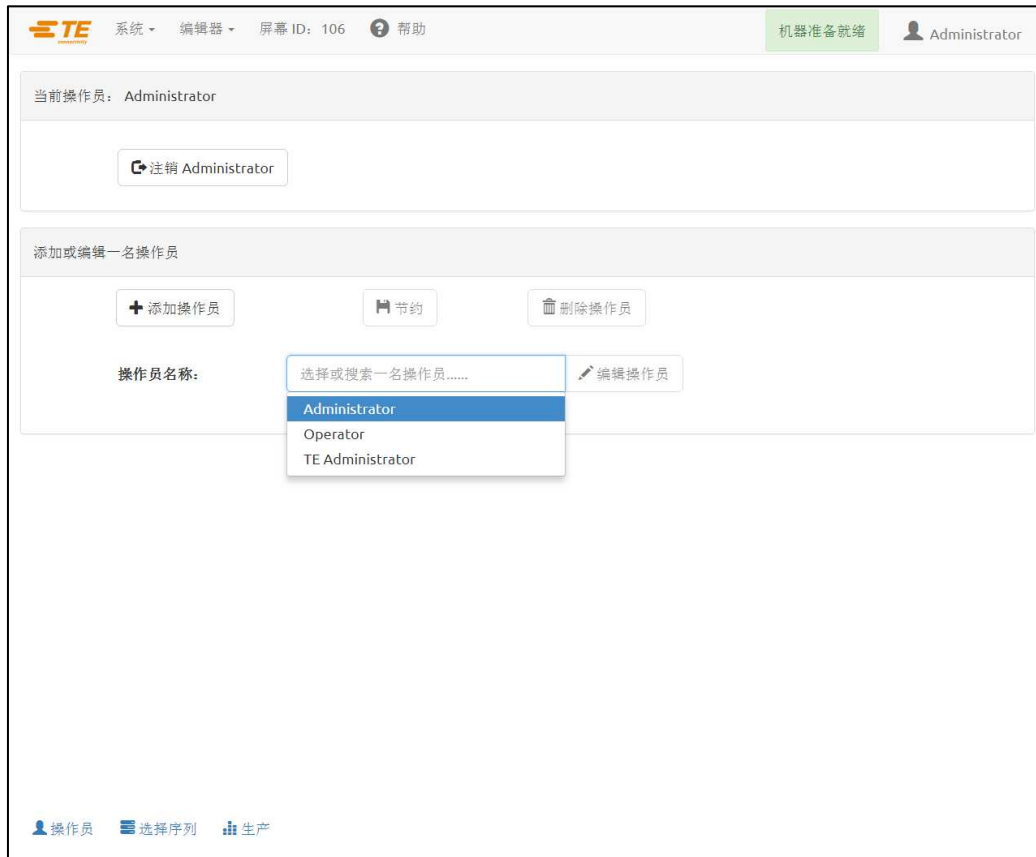 TE connectivity 系统 编辑器 屏幕 ID：106 帮助 机器准备就绪 Administrator
当前操作员： Administrator
注销 Administrator
添加或编辑一名操作员
添加操作员 节约 删除操作员
操作员名称： 选择或搜索一名操作员...... 编辑操作员
Administrator
Operator
TE Administrator
操作员 选择序列 生产